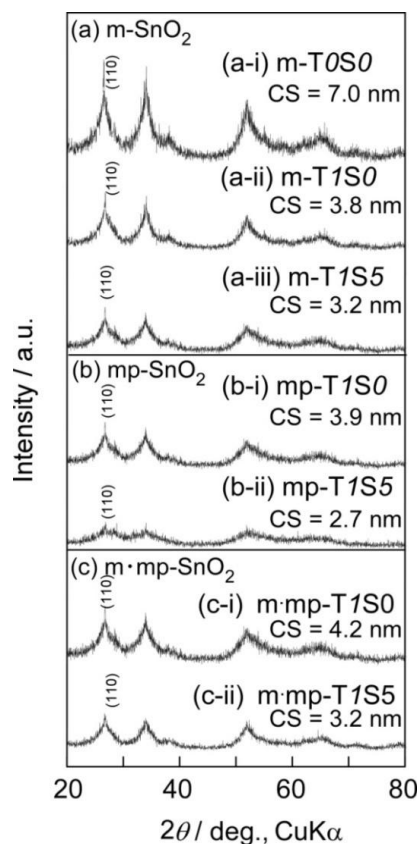 (a) m-SnO₂
(110)
(a-i) m-T0S0
CS = 7.0 nm
(110)
(a-ii) m-T1S0
CS = 3.8 nm
(110)
(a-iii) m-T1S5
CS = 3.2 nm
(b) mp-SnO₂
(110)
(b-i) mp-T1S0
CS = 3.9 nm
(110)
(b-ii) mp-T1S5
CS = 2.7 nm
(c) m·mp-SnO₂
(110)
(c-i) m·mp-T1S0
CS = 4.2 nm
(110)
(c-ii) m·mp-T1S5
CS = 3.2 nm
Intensity / a.u.
20 40 60 80
2θ / deg., CuKα